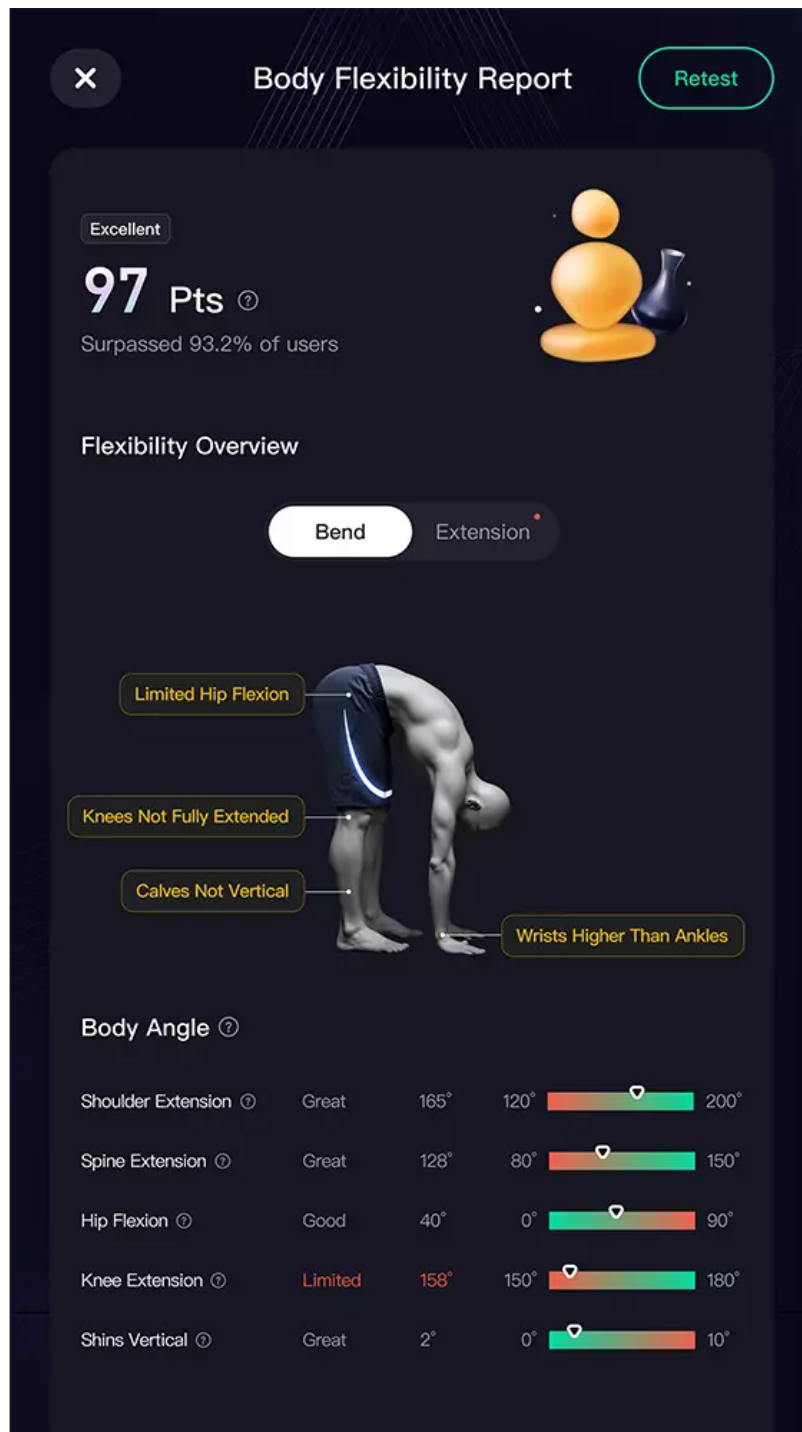 Body Flexibility Report
Retest
Excellent
97 Pts ?
Surpassed 93.2% of users
Flexibility Overview
Bend
Extension
Limited Hip Flexion
Knees Not Fully Extended
Calves Not Vertical
Wrists Higher Than Ankles
Body Angle ?
Shoulder Extension ? Great 165° 120° 200°
Spine Extension ? Great 128° 80° 150°
Hip Flexion ? Good 40° 0° 90°
Knee Extension ? Limited 158° 150° 180°
Shins Vertical ? Great 2° 0° 10°